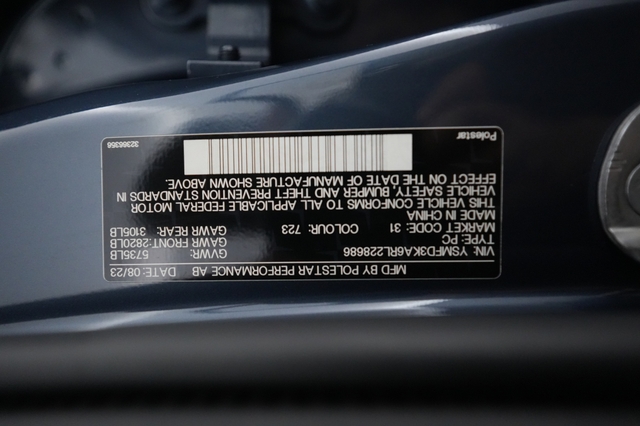 MFD BY POLESTAR PERFORMANCE AB DATE: 08/23
VIN: YSMFD3KA6RL228686 GVWR: 5735LB
TYPE: PC GAWR FRONT: 2820LB
MARKET CODE: 31 COLOUR: 723 GAWR REAR: 3105LB
MADE IN CHINA
THIS VEHICLE CONFORMS TO ALL APPLICABLE FEDERAL MOTOR
VEHICLE SAFETY, BUMPER AND THEFT PREVENTION STANDARDS IN
EFFECT ON THE DATE OF MANUFACTURE SHOWN ABOVE.
Polestar 32365356